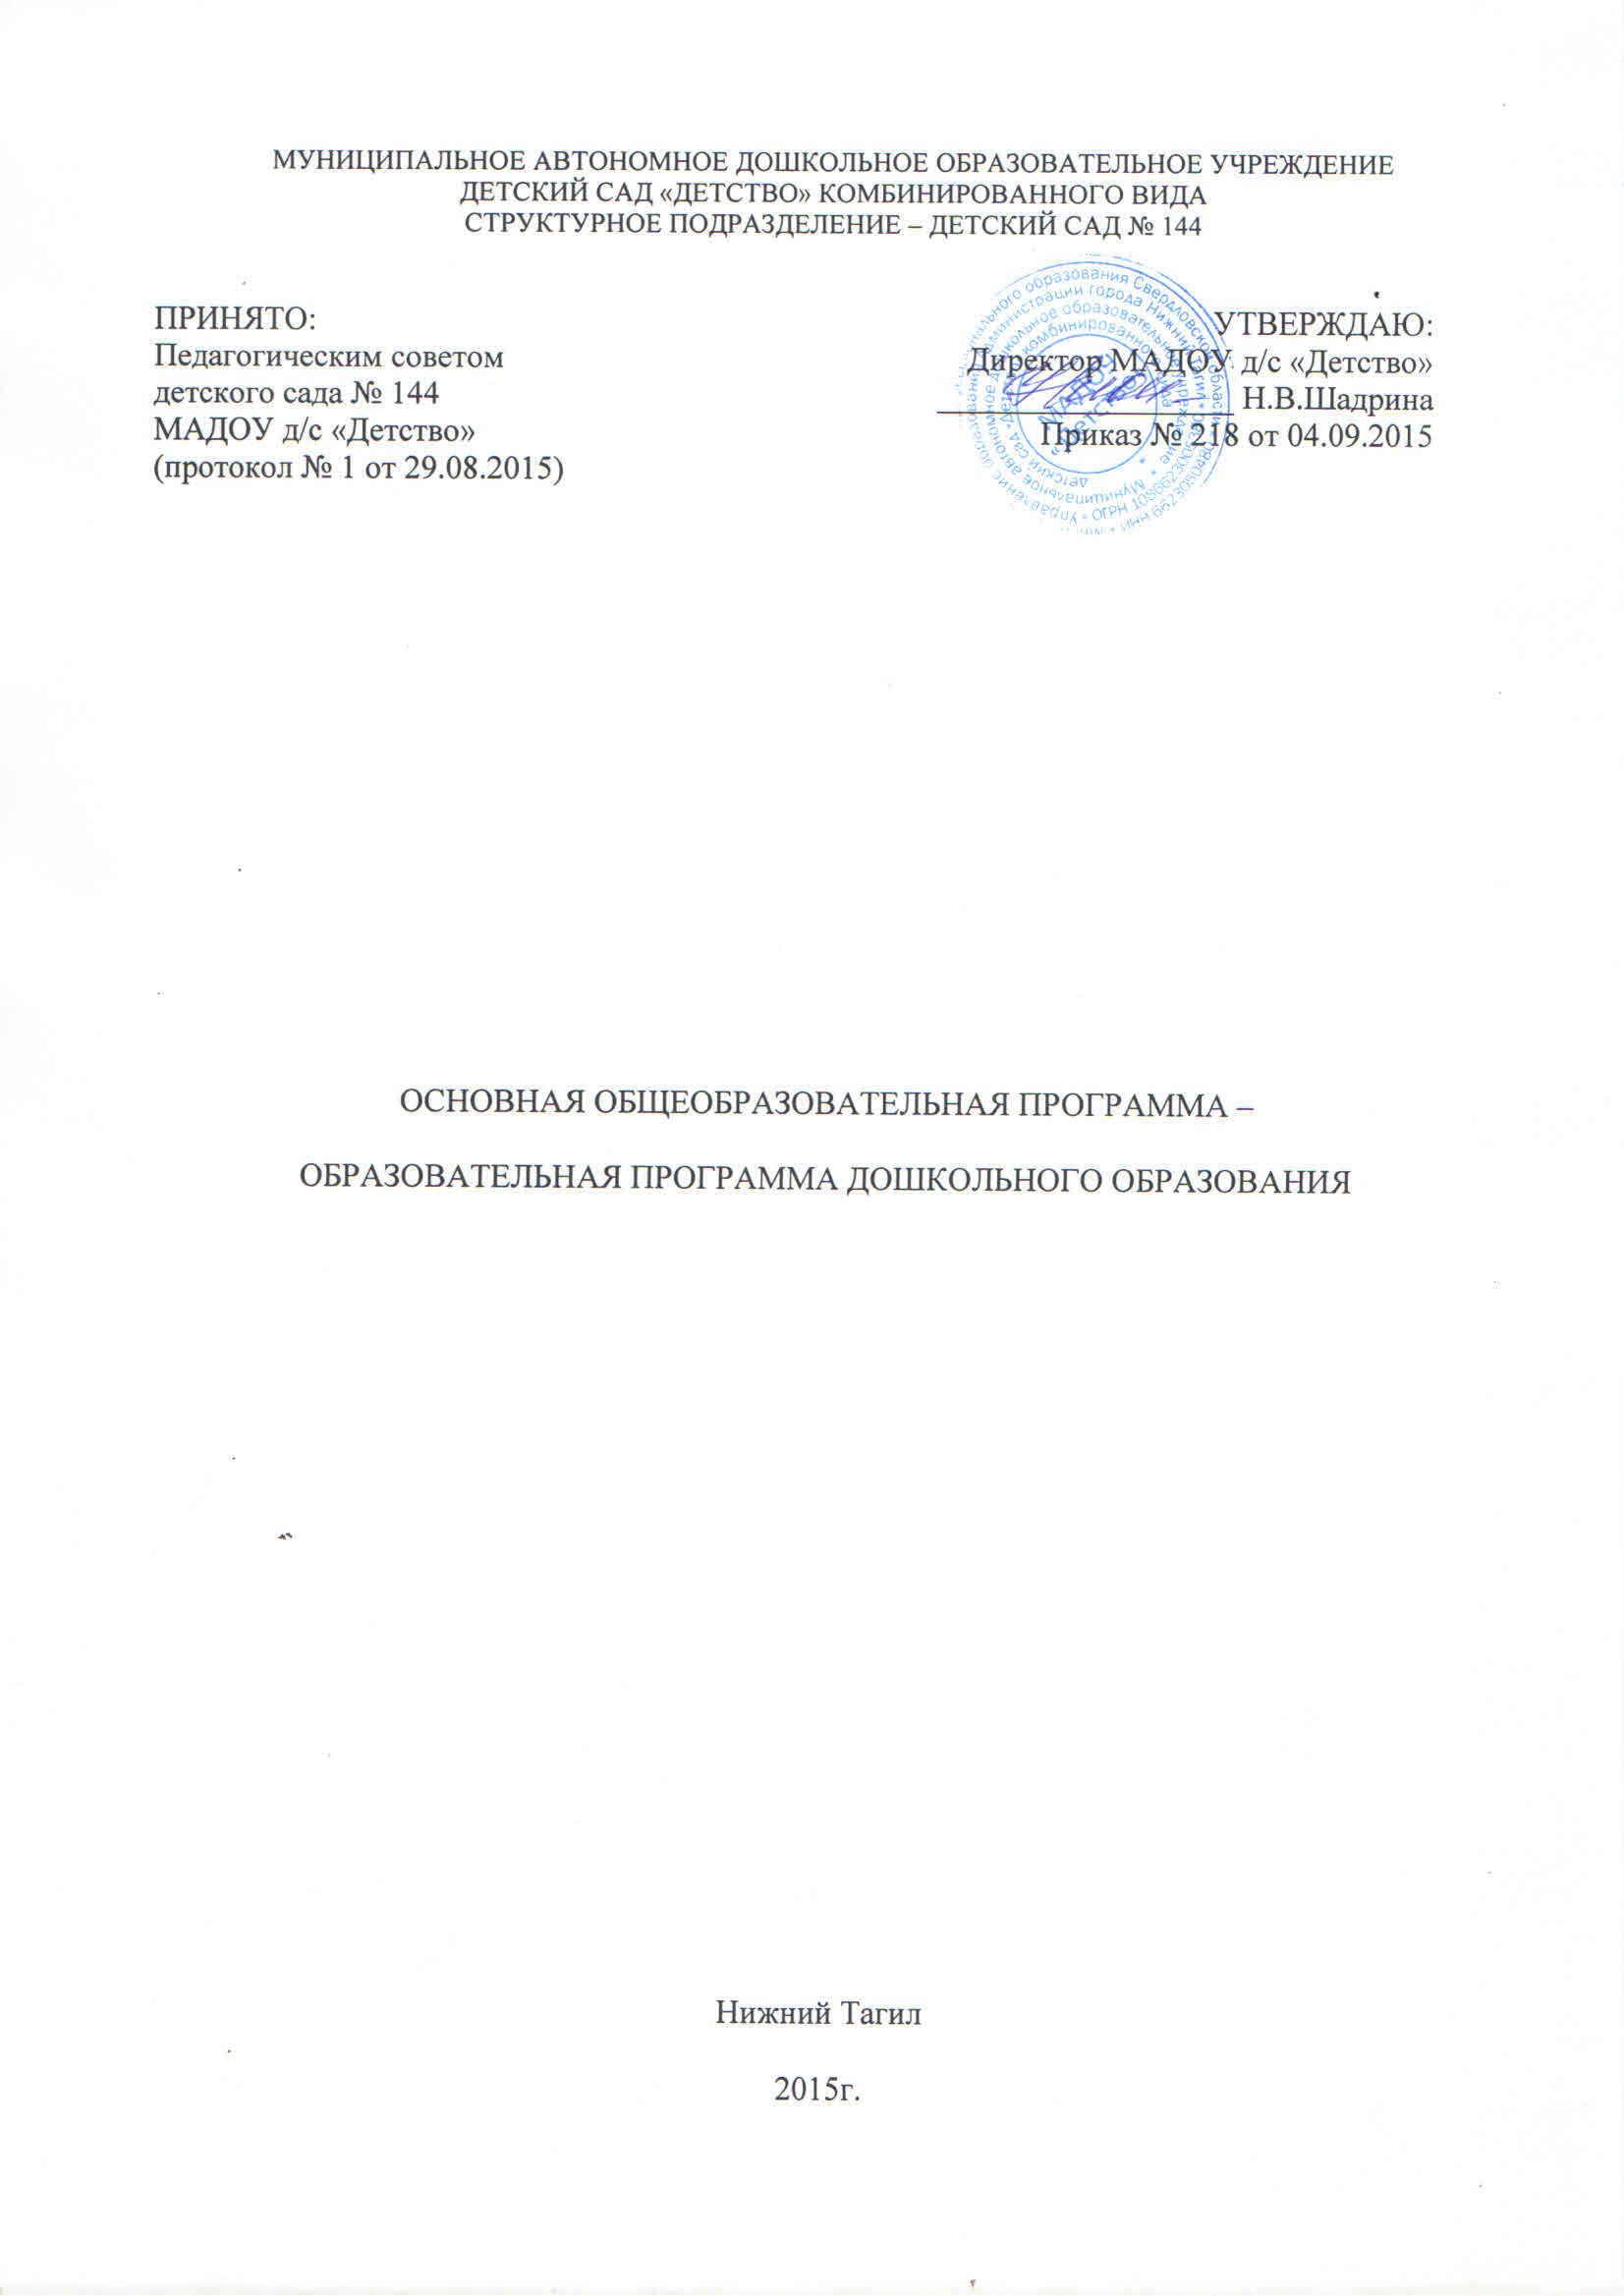 МУНИЦИПАЛЬНОЕ АВТОНОМНОЕ ДОШКОЛЬНОЕ ОБРАЗОВАТЕЛЬНОЕ УЧРЕЖДЕНИЕ
ДЕТСКИЙ САД «ДЕТСТВО» КОМБИНИРОВАННОГО ВИДА
СТРУКТУРНОЕ ПОДРАЗДЕЛЕНИЕ – ДЕТСКИЙ САД № 144
ПРИНЯТО:
Педагогическим советом
детского сада № 144
МАДОУ д/с «Детство»
(протокол № 1 от 29.08.2015)
УТВЕРЖДАЮ:
Директор МАДОУ д/с «Детство»
Н.В.Шадрина
Приказ № 218 от 04.09.2015
МАДОУ
«Детство»
ОСНОВНАЯ ОБЩЕОБРАЗОВАТЕЛЬНАЯ ПРОГРАММА –
ОБРАЗОВАТЕЛЬНАЯ ПРОГРАММА ДОШКОЛЬНОГО ОБРАЗОВАНИЯ
Нижний Тагил
2015г.